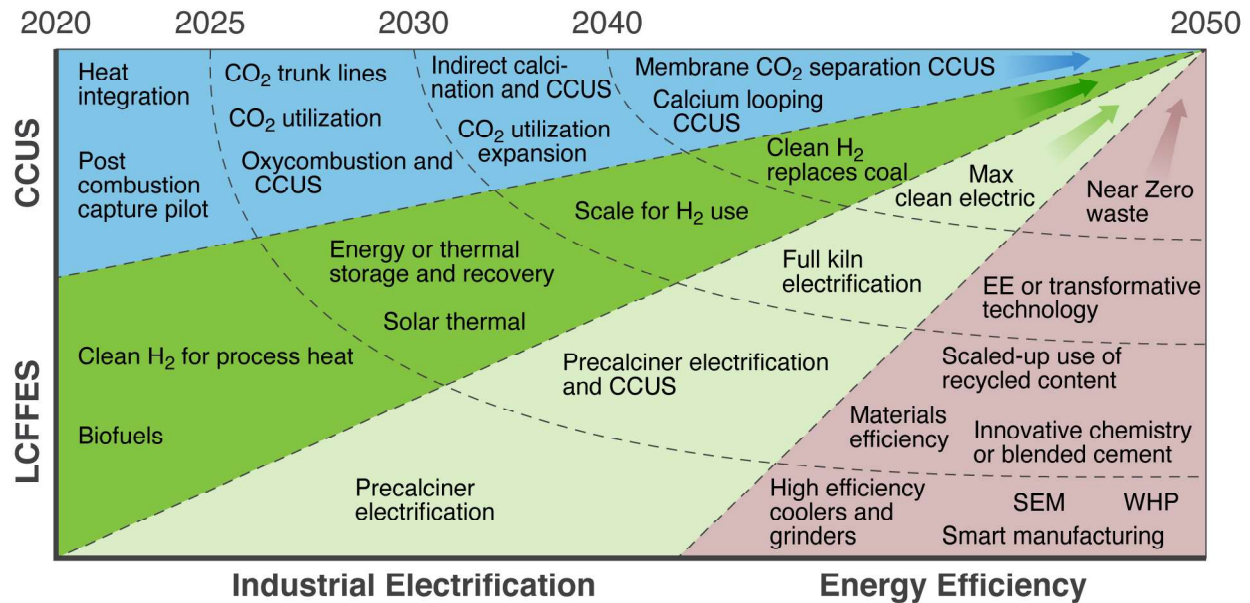 2020
2025
2030
2040
2050
CCUS
LCFFES
Heat
integration
Post
combustion
capture pilot
CO₂ trunk lines
CO₂ utilization
Oxycombustion and
CCUS
Indirect calci-
nation and CCUS
CO₂ utilization
expansion
Membrane CO₂ separation CCUS
Calcium looping
CCUS
Clean H₂ for process heat
Biofuels
Energy or thermal
storage and recovery
Solar thermal
Scale for H₂ use
Clean H₂
replaces coal
Precalciner
electrification
Precalciner electrification
and CCUS
Full kiln
electrification
Max
clean electric
Near Zero
waste
EE or transformative
technology
Scaled-up use of
recycled content
Materials
efficiency
Innovative chemistry
or blended cement
High efficiency
coolers and
grinders
SEM
WHP
Smart manufacturing
Industrial Electrification
Energy Efficiency